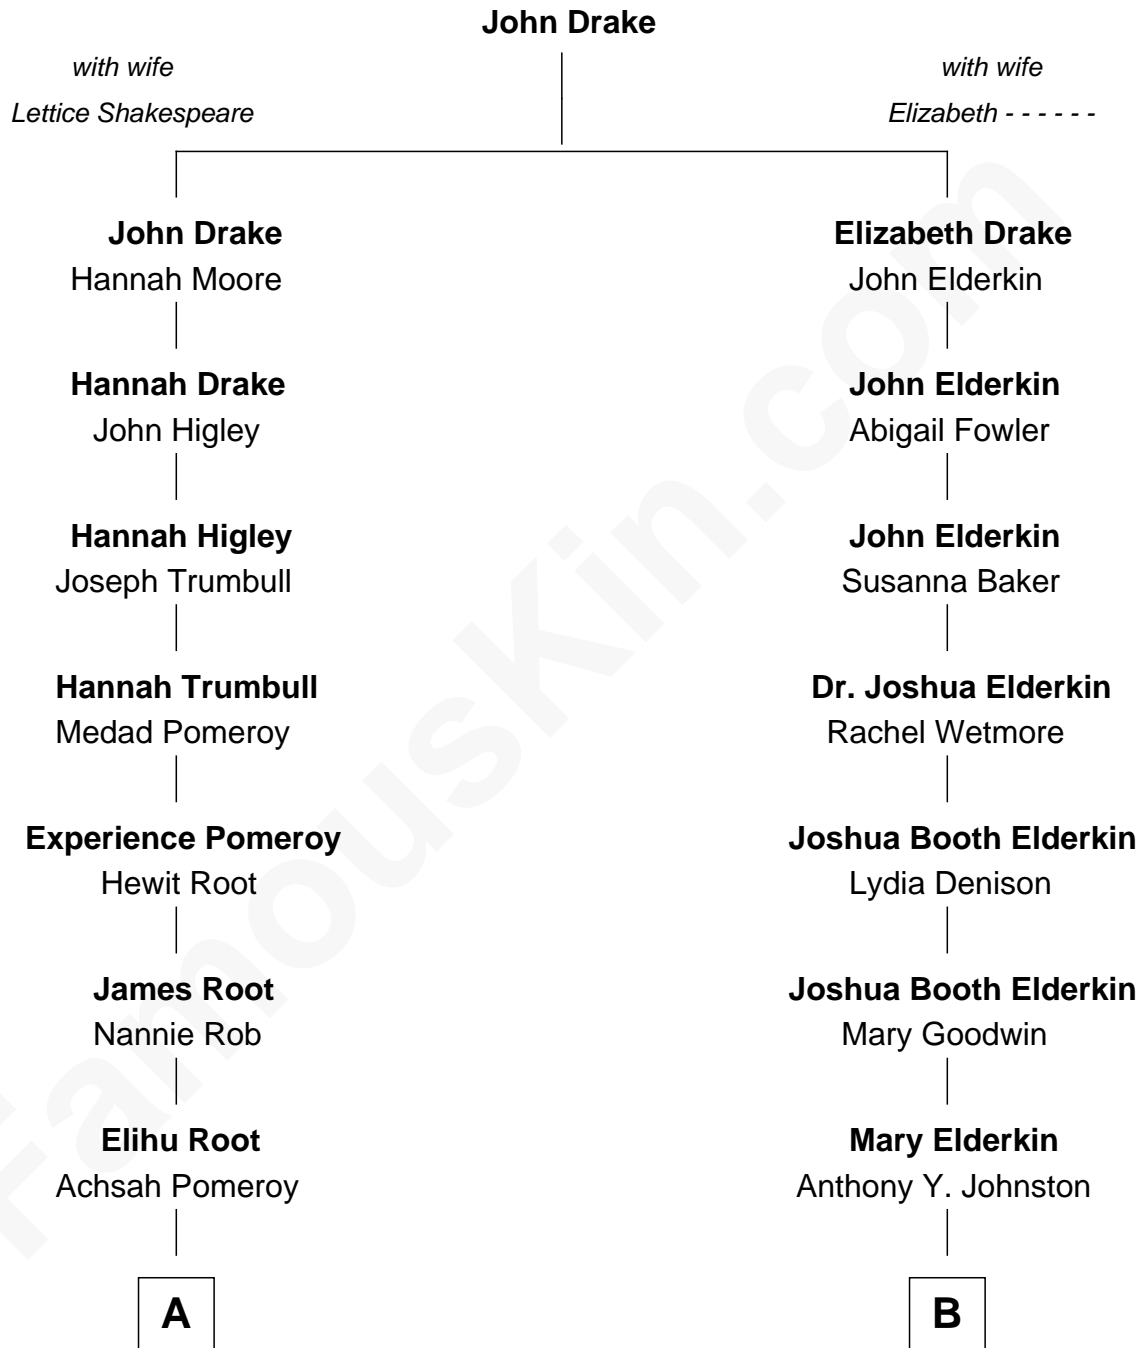 John Drake
with wife
Lettice Shakespeare
with wife
Elizabeth - - - - - -
John Drake
Hannah Moore
Elizabeth Drake
John Elderkin
Hannah Drake
John Higley
John Elderkin
Abigail Fowler
Hannah Higley
Joseph Trumbull
John Elderkin
Susanna Baker
Hannah Trumbull
Medad Pomeroy
Dr. Joshua Elderkin
Rachel Wetmore
Experience Pomeroy
Hewit Root
Joshua Booth Elderkin
Lydia Denison
James Root
Nannie Rob
Joshua Booth Elderkin
Mary Goodwin
Elihu Root
Achsah Pomeroy
Mary Elderkin
Anthony Y. Johnston
A
B
FamousKin.com